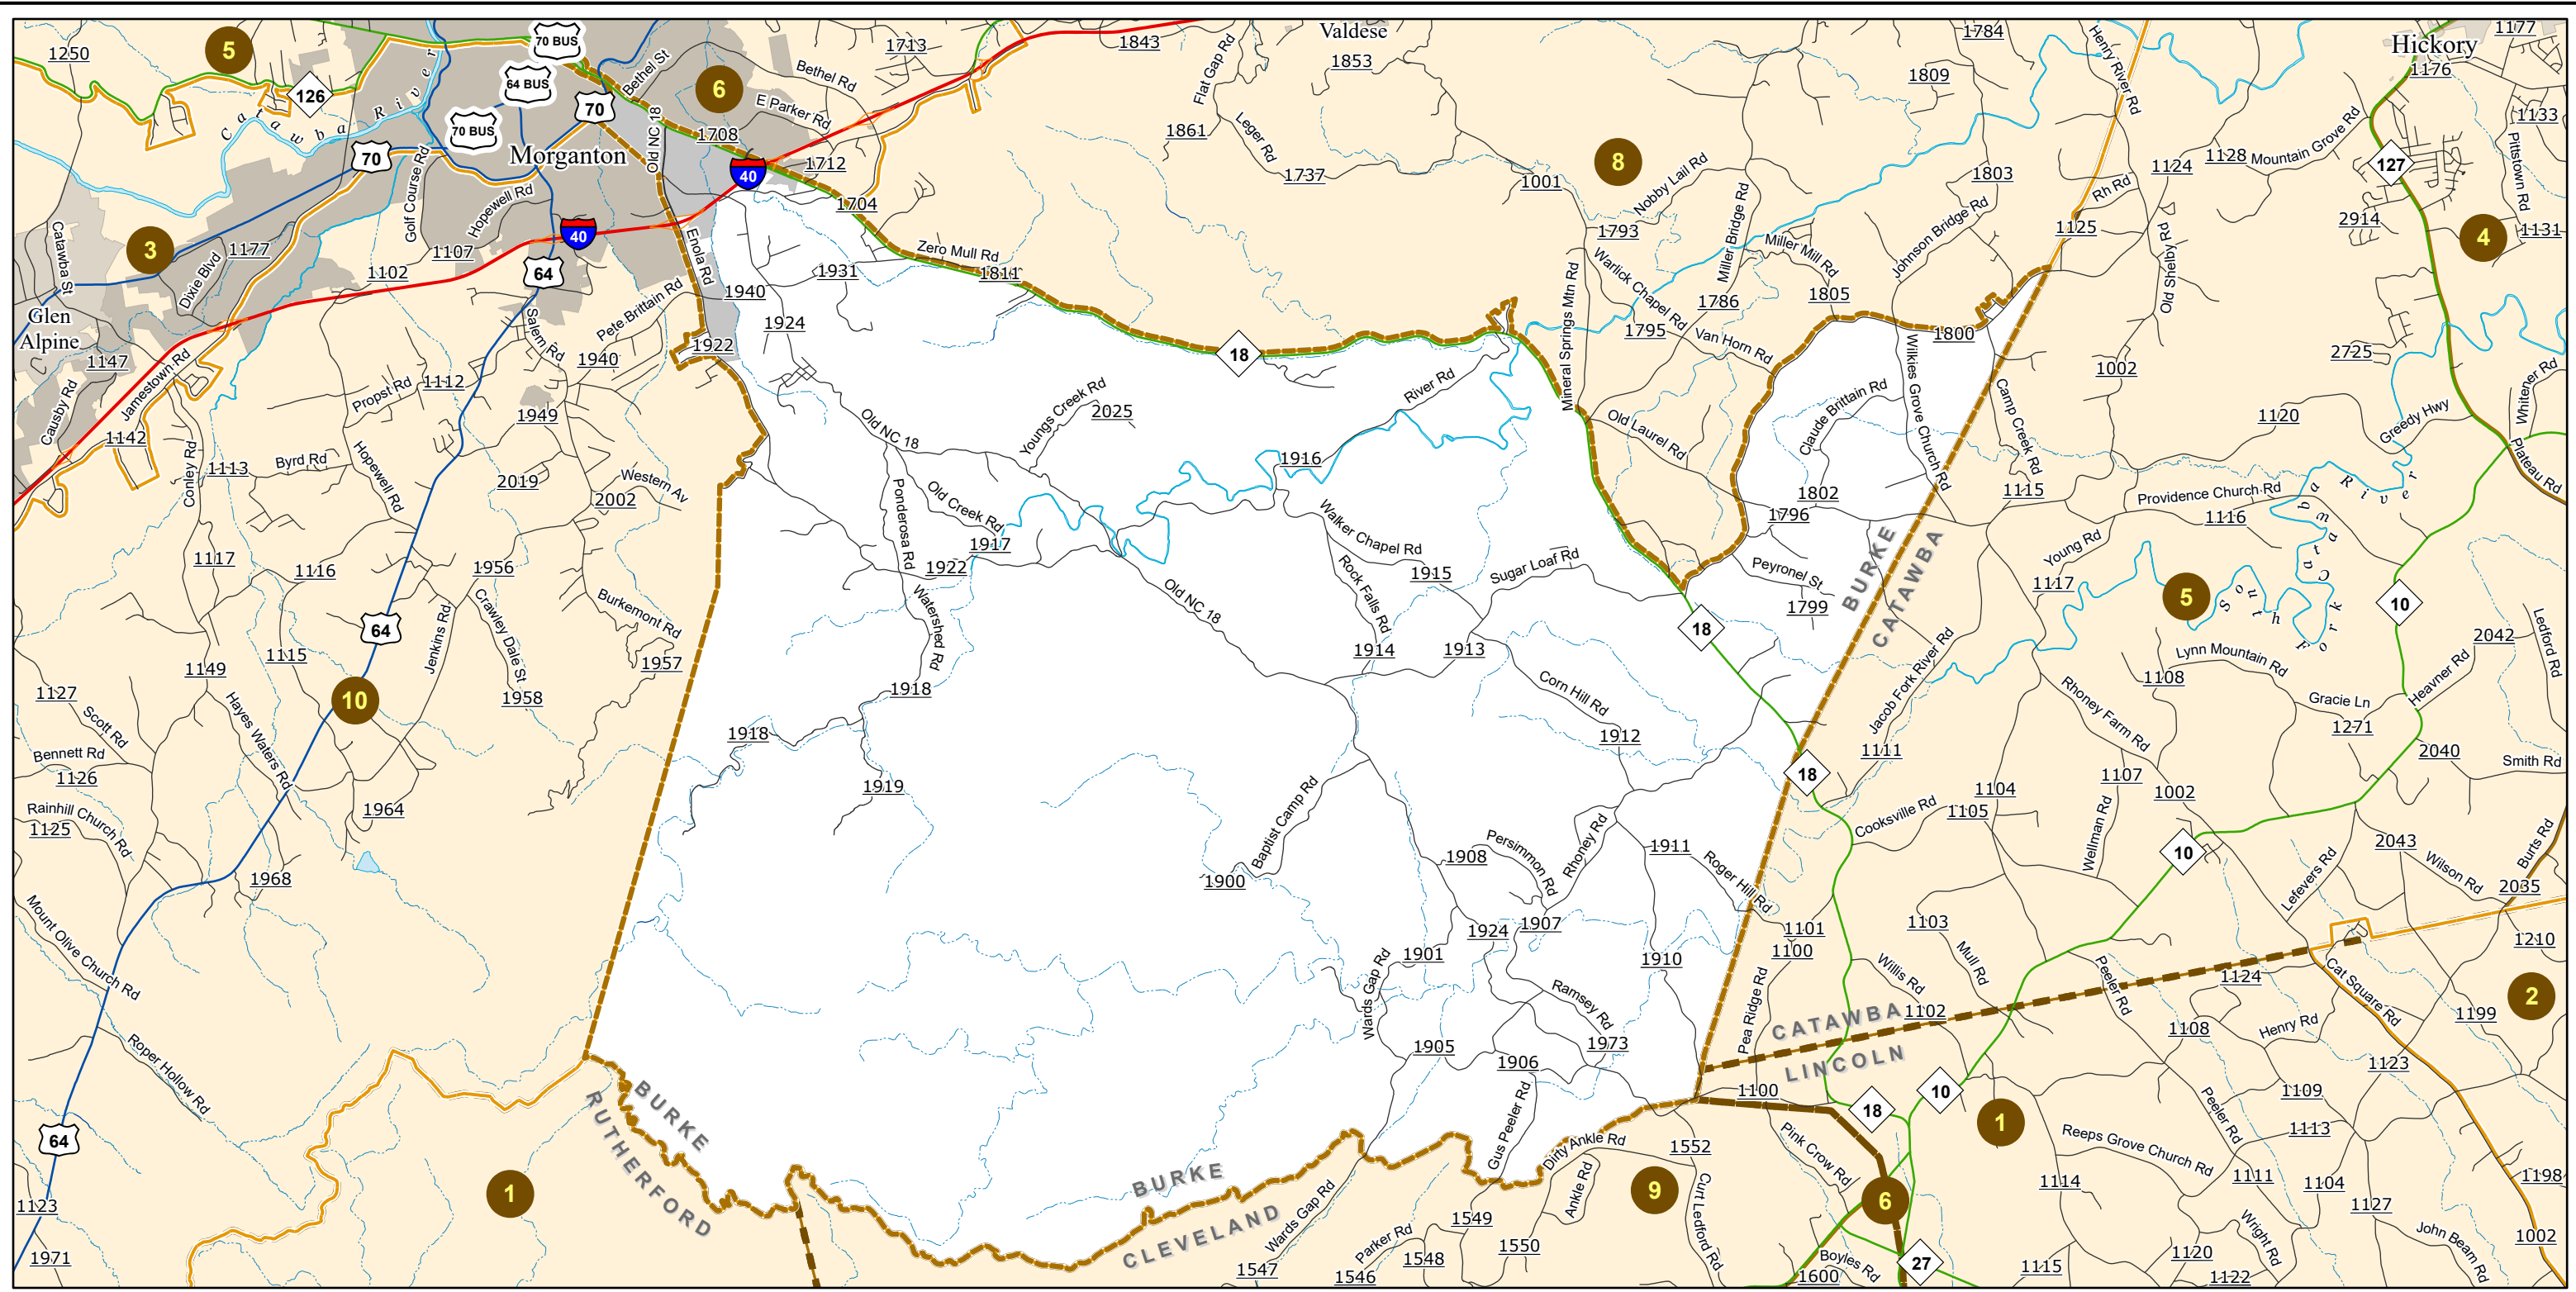 1250
5
126
Catawba River
70 BUS
64 BUS
70 BUS
70
70
Morganton
Bethel St
6
1713
Bethel Rd
E Parker Rd
1708
1712
Old NC 18
40
1704
1843
Flat Gap Rd
Valdese
1853
1861
Leger Rd
1737
1001
8
1784
1809
Henry River Rd
Hickory
1177
1176
1133
Pittstown Rd
127
Mountain Grove Rd
1128
1124
Rh Rd
1125
1803
Johnson Bridge Rd
Nobby Lail Rd
1793
Miller Bridge Rd
Miller Mill Rd
Warlick Chapel Rd
1786
1805
1795
Van Horn Rd
1800
Old Shelby Rd
2914
4
1131
2725
1002
1120
Greedy Hwy
Whitener Rd
Plateau Rd
3
1177
Dixie Blvd
Catawba St
Glen
Alpine
1147
Causby Rd
Jamestown Rd
1142
Golf Course Rd
Hopewell Rd
1107
1102
40
64
Salem Rd
Pete Brittain Rd
1940
Enola Rd
1922
1940
1924
1931
Zero Mull Rd
1811
18
Mineral Springs Mtn Rd
River Rd
Youngs Creek Rd
2025
Old NC 18
1916
Old Laurel Rd
Claude Brittain Rd
Wilkies Grove Church Rd
1802
1796
Camp Creek Rd
1115
Providence Church Rd
1116
Young Rd
1117
South Fork Catawba River
5
10
Propst Rd
1112
1949
Hopewell Rd
Byrd Rd
1113
Conley Rd
2019
2002
Western Av
Ponderosa Rd
Old Creek Rd
1917
1922
Watershed Rd
1918
Old NC 18
Walker Chapel Rd
Rock Falls Rd
1915
1914
1913
Sugar Loaf Rd
Peyronel St
1799
18
BURKE
CATAWBA
Jacob Fork River Rd
1111
1117
1116
1956
Crawley Dale St
Jenkins Rd
1958
Burkemont Rd
1957
64
10
1149
1115
Hayes Waters Rd
1127
Scott Rd
Bennett Rd
1126
Rainhill Church Rd
1125
1964
1968
Mount Olive Church Rd
Roper Hollow Rd
64
1123
1971
1918
1919
Baptist Camp Rd
1900
Corn Hill Rd
1912
1908
Persimmon Rd
Rhoney Rd
1911
Roger Hill Rd
1907
1924
1901
Wards Gap Rd
1910
Ramsey Rd
1973
1905
1906
Gus Peeler Rd
Dirty Ankle Rd
Ankle Rd
18
Cooksville Rd
1105
1104
Rhoney Farm Rd
1107
1002
Wellman Rd
1108
Lynn Mountain Rd
Gracie Ln
1271
Heavner Rd
2042
Ledford Rd
2040
Smith Rd
10
2043
Wilson Rd
Burts Rd
2035
Lefevers Rd
1210
1101
1100
Pea Ridge Rd
1103
Mull Rd
Willis Rd
1102
Peeler Rd
1124
Cat Square Rd
2
1199
CATAWBA
LINCOLN
1108
Henry Rd
1123
1109
1100
18
10
1
Peeler Rd
1113
Reeps Grove Church Rd
1114
1111
1104
1127
1198
1002
John Beam Rd
Wright Rd
1120
1122
1115
BURKE
RUTHERFORD
1
BURKE
CLEVELAND
Wards Gap Rd
1547
Parker Rd
1546
1548
1549
1550
9
1552
Curt Ledford Rd
Pink Crow Rd
6
Boyles Rd
1600
27